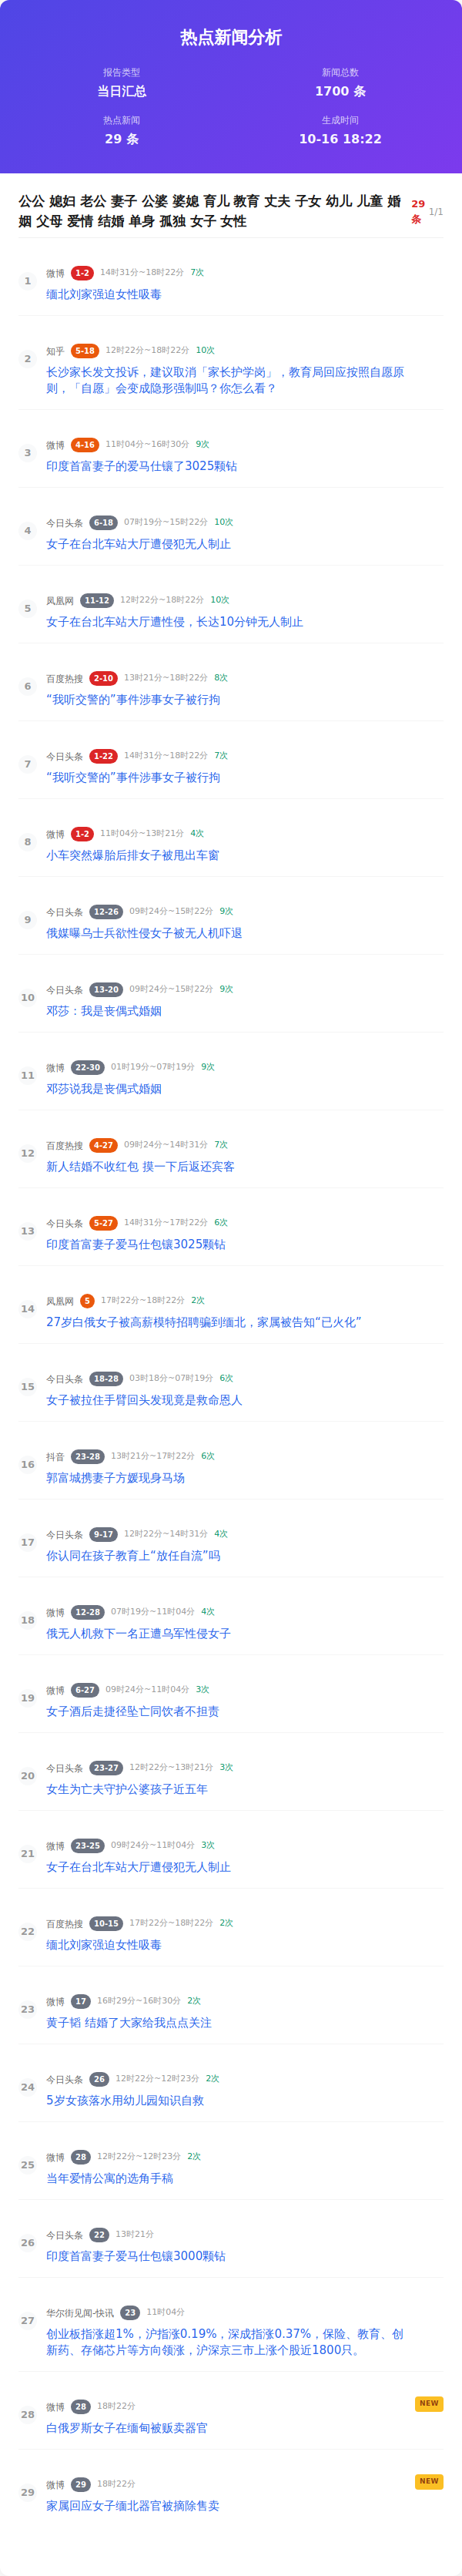 热点新闻分析
报告类型
当日汇总
新闻总数
1700 条
热点新闻
29 条
生成时间
10-16 18:22
公公 媳妇 老公 妻子 公婆 婆媳 育儿 教育 丈夫 子女 幼儿 儿童 婚
姻 父母 爱情 结婚 单身 孤独 女子 女性
29
条
1/1
1
微博 1-2 14时31分~18时22分 7次
缅北刘家强迫女性吸毒
2
知乎 5-18 12时22分~18时22分 10次
长沙家长发文投诉，建议取消「家长护学岗」，教育局回应按照自愿原
则，「自愿」会变成隐形强制吗？你怎么看？
3
微博 4-16 11时04分~16时30分 9次
印度首富妻子的爱马仕镶了3025颗钻
4
今日头条 6-18 07时19分~15时22分 10次
女子在台北车站大厅遭侵犯无人制止
5
凤凰网 11-12 12时22分~18时22分 10次
女子在台北车站大厅遭性侵，长达10分钟无人制止
6
百度热搜 2-10 13时21分~18时22分 8次
“我听交警的”事件涉事女子被行拘
7
今日头条 1-22 14时31分~18时22分 7次
“我听交警的”事件涉事女子被行拘
8
微博 1-2 11时04分~13时21分 4次
小车突然爆胎后排女子被甩出车窗
9
今日头条 12-26 09时24分~15时22分 9次
俄媒曝乌士兵欲性侵女子被无人机吓退
10
今日头条 13-20 09时24分~15时22分 9次
邓莎：我是丧偶式婚姻
11
微博 22-30 01时19分~07时19分 9次
邓莎说我是丧偶式婚姻
12
百度热搜 4-27 09时24分~14时31分 7次
新人结婚不收红包 摸一下后返还宾客
13
今日头条 5-27 14时31分~17时22分 6次
印度首富妻子爱马仕包镶3025颗钻
14
凤凰网 5 17时22分~18时22分 2次
27岁白俄女子被高薪模特招聘骗到缅北，家属被告知“已火化”
15
今日头条 18-28 03时18分~07时19分 6次
女子被拉住手臂回头发现竟是救命恩人
16
抖音 23-28 13时21分~17时22分 6次
郭富城携妻子方媛现身马场
17
今日头条 9-17 12时22分~14时31分 4次
你认同在孩子教育上“放任自流”吗
18
微博 12-28 07时19分~11时04分 4次
俄无人机救下一名正遭乌军性侵女子
19
微博 6-27 09时24分~11时04分 3次
女子酒后走捷径坠亡同饮者不担责
20
今日头条 23-27 12时22分~13时21分 3次
女生为亡夫守护公婆孩子近五年
21
微博 23-25 09时24分~11时04分 3次
女子在台北车站大厅遭侵犯无人制止
22
百度热搜 10-15 17时22分~18时22分 2次
缅北刘家强迫女性吸毒
23
微博 17 16时29分~16时30分 2次
黄子韬 结婚了大家给我点点关注
24
今日头条 26 12时22分~12时23分 2次
5岁女孩落水用幼儿园知识自救
25
微博 28 12时22分~12时23分 2次
当年爱情公寓的选角手稿
26
今日头条 22 13时21分
印度首富妻子爱马仕包镶3000颗钻
27
华尔街见闻-快讯 23 11时04分
创业板指涨超1%，沪指涨0.19%，深成指涨0.37%，保险、教育、创
新药、存储芯片等方向领涨，沪深京三市上涨个股近1800只。
28
微博 28 18时22分
NEW
白俄罗斯女子在缅甸被贩卖器官
29
微博 29 18时22分
NEW
家属回应女子缅北器官被摘除售卖